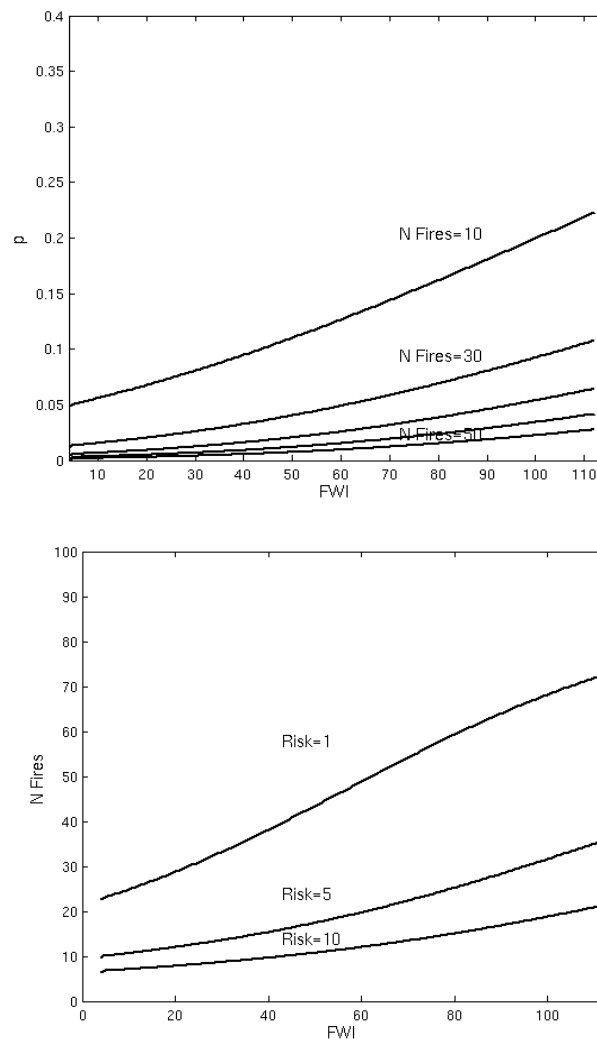 0.4
0.35
0.3
0.25
0.2
0.15
0.1
0.05
0
p
N Fires=10
N Fires=30
N Fires=50
10 20 30 40 50 60 70 80 90 100 110
FWI
100
90
80
70
60
50
40
30
20
10
0
N Fires
Risk=1
Risk=5
Risk=10
0 20 40 60 80 100
FWI